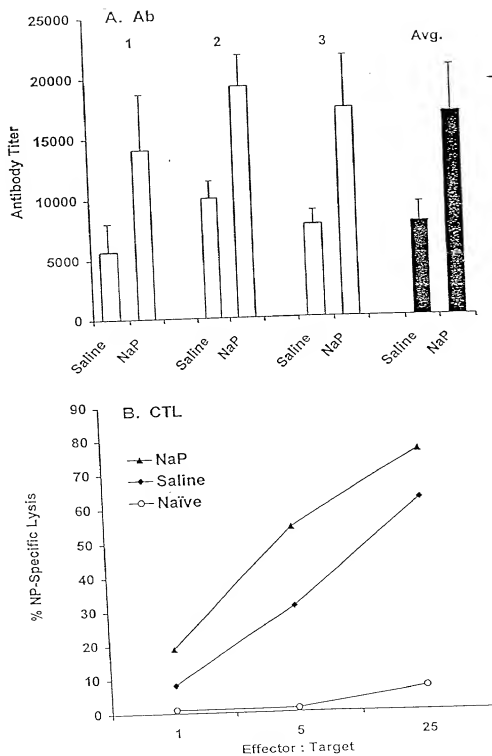 A. Ab
1 2 3 Avg.
25000
20000
15000
10000
5000
0
Antibody Titer
Saline NaP Saline NaP Saline NaP Saline NaP
B. CTL
90
80
70
60
50
40
30
20
10
0
% NP-Specific Lysis
NaP
Saline
Naïve
1 5 25
Effector : Target